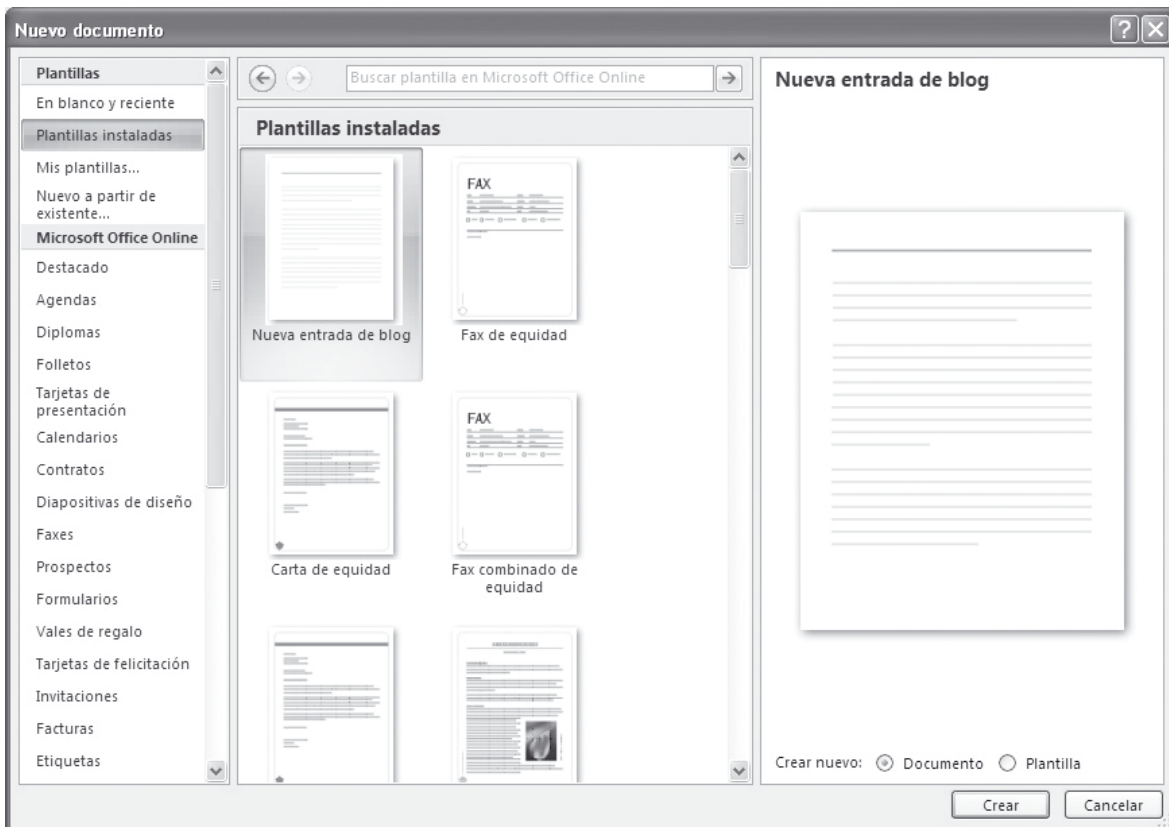 Nuevo documento
Plantillas
En blanco y reciente
Plantillas instaladas
Mis plantillas...
Nuevo a partir de
existente...
Microsoft Office Online
Destacado
Agendas
Diplomas
Folletos
Tarjetas de
presentación
Calendarios
Contratos
Diapositivas de diseño
Faxes
Prospectos
Formularios
Vales de regalo
Tarjetas de felicitación
Invitaciones
Facturas
Etiquetas
Buscar plantilla en Microsoft Office Online
Plantillas instaladas
FAX
Nueva entrada de blog
Fax de equidad
FAX
Carta de equidad
Fax combinado de
equidad
Nueva entrada de blog
Crear nuevo: Documento Plantilla
Crear Cancelar